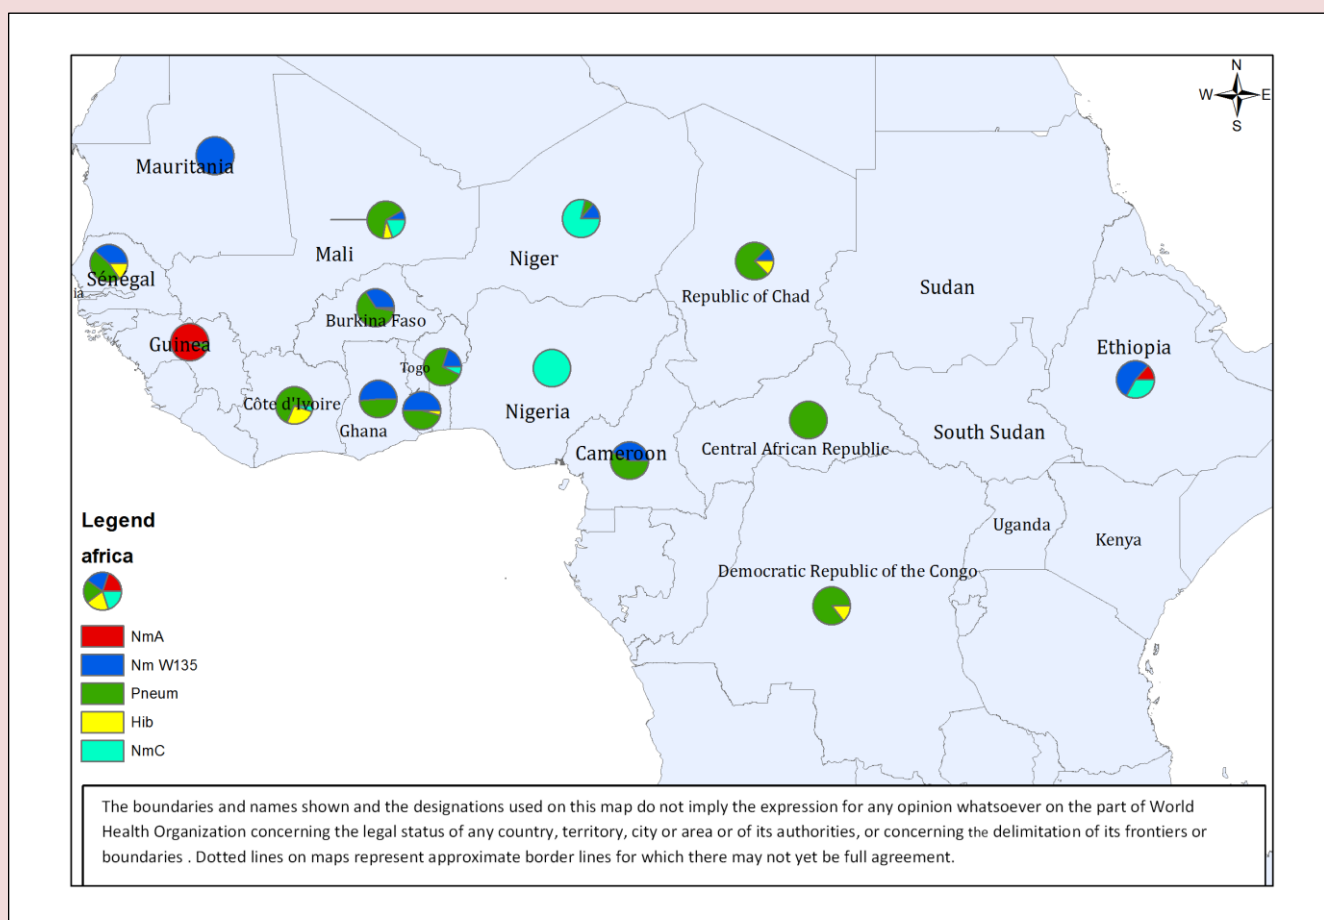 N
W E
S
Mauritania
Mali
Niger
Sénégal
ia
Republic of Chad
Sudan
Burkina Faso
Guinea
Ethiopia
Togo
Côte d'Ivoire
Nigeria
Ghana
South Sudan
Cameroon
Central African Republic
Uganda
Kenya
Democratic Republic of the Congo
Legend
africa
NmA
Nm W135
Pneum
Hib
NmC
The boundaries and names shown and the designations used on this map do not imply the expression for any opinion whatsoever on the part of World
Health Organization concerning the legal status of any country, territory, city or area or of its authorities, or concerning the delimitation of its frontiers or
boundaries . Dotted lines on maps represent approximate border lines for which there may not yet be full agreement.